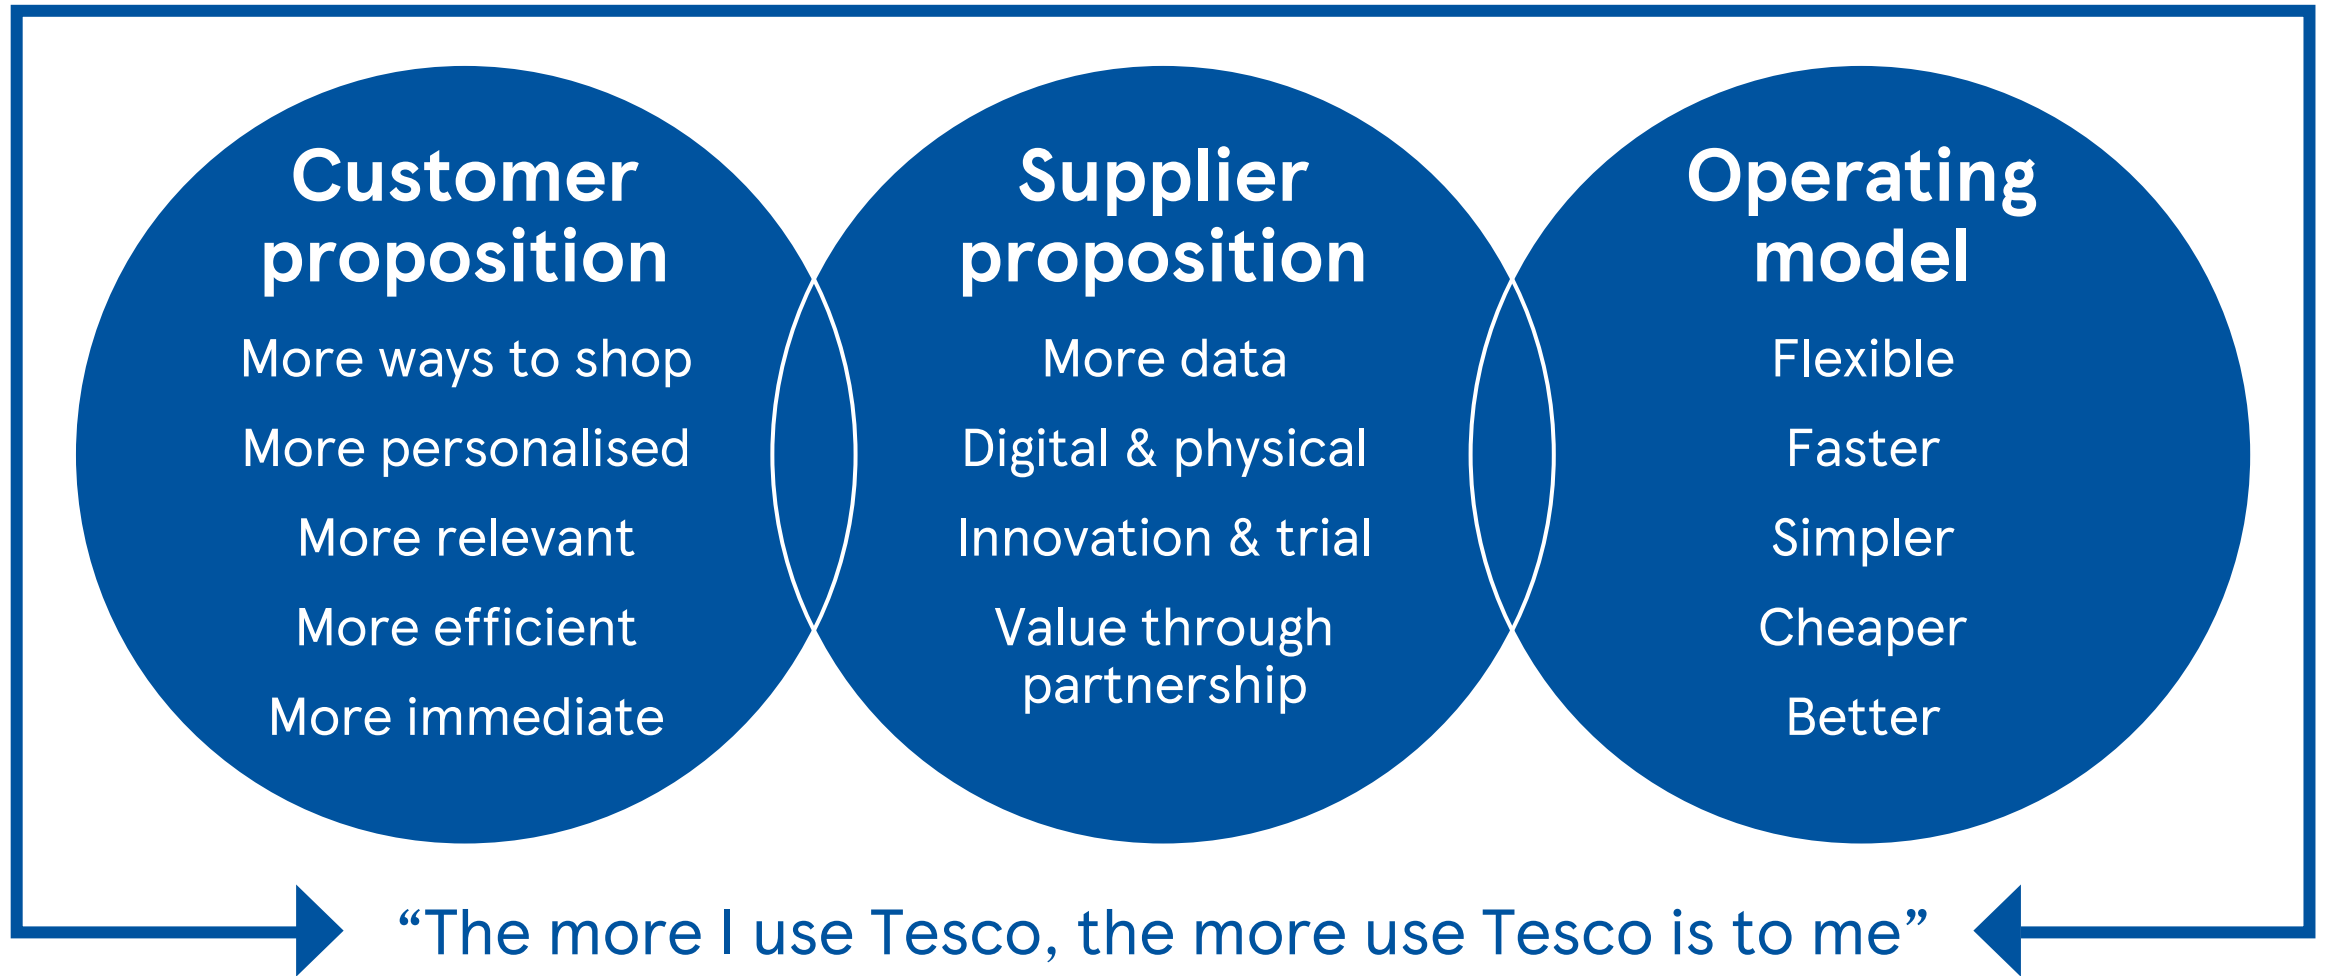 Customer
proposition
More ways to shop
More personalised
More relevant
More efficient
More immediate
Supplier
proposition
More data
Digital & physical
Innovation & trial
Value through
partnership
Operating
model
Flexible
Faster
Simpler
Cheaper
Better
“The more I use Tesco, the more use Tesco is to me”